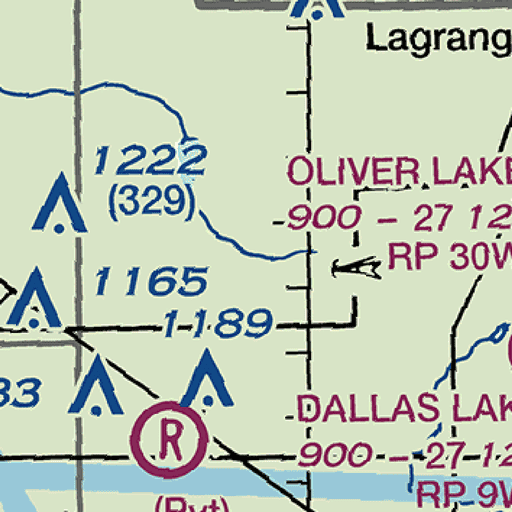 Lagrang
1222
(329)
OLIVER LAKE
-900 - 27 12
RP 30W
1165
1189
33
DALLAS LAK
900 - 27 12
R
RP 9W
(Pvt)